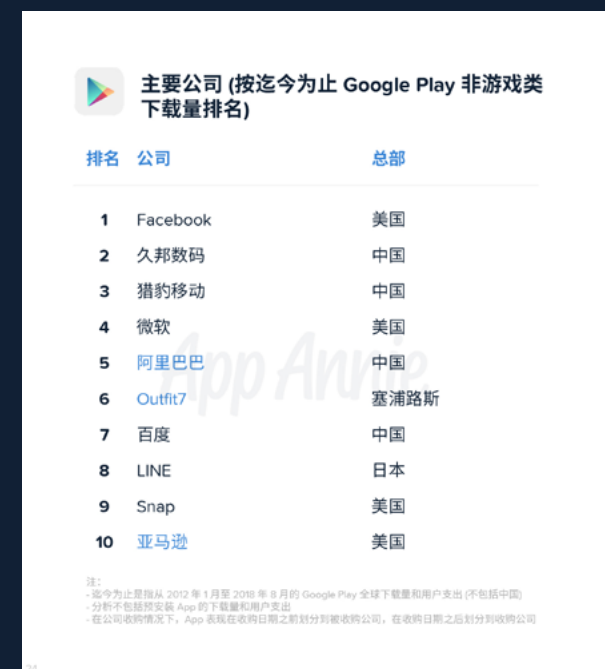 主要公司 (按迄今为止 Google Play 非游戏类
下载量排名)
排名 公司 总部
1 Facebook 美国
2 久邦数码 中国
3 猎豹移动 中国
4 微软 美国
5 阿里巴巴 中国
6 Outfit7 塞浦路斯
7 百度 中国
8 LINE 日本
9 Snap 美国
10 亚马逊 美国
App Annie
注:
- 迄今为止是指从 2012 年 1 月至 2018 年 8 月的 Google Play 全球下载量和用户支出 (不包括中国)
- 分析不包括预安装 App 的下载量和用户支出
- 在公司收购情况下，App 表现在收购日期之前划分到被收购公司，在收购日期之后划分到收购公司